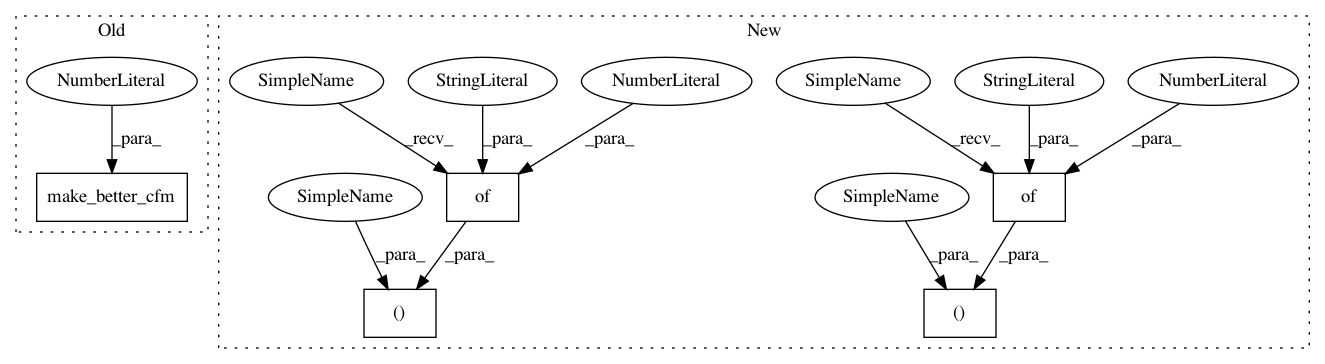 Old
New
NumberLiteral
SimpleName
StringLiteral
NumberLiteral
SimpleName
StringLiteral
NumberLiteral
_para_
_recv_
_para_
_para_
_recv_
_para_
_para_
make_better_cfm
SimpleName
of
SimpleName
of
_para_
_para_
_para_
_para_
()
()